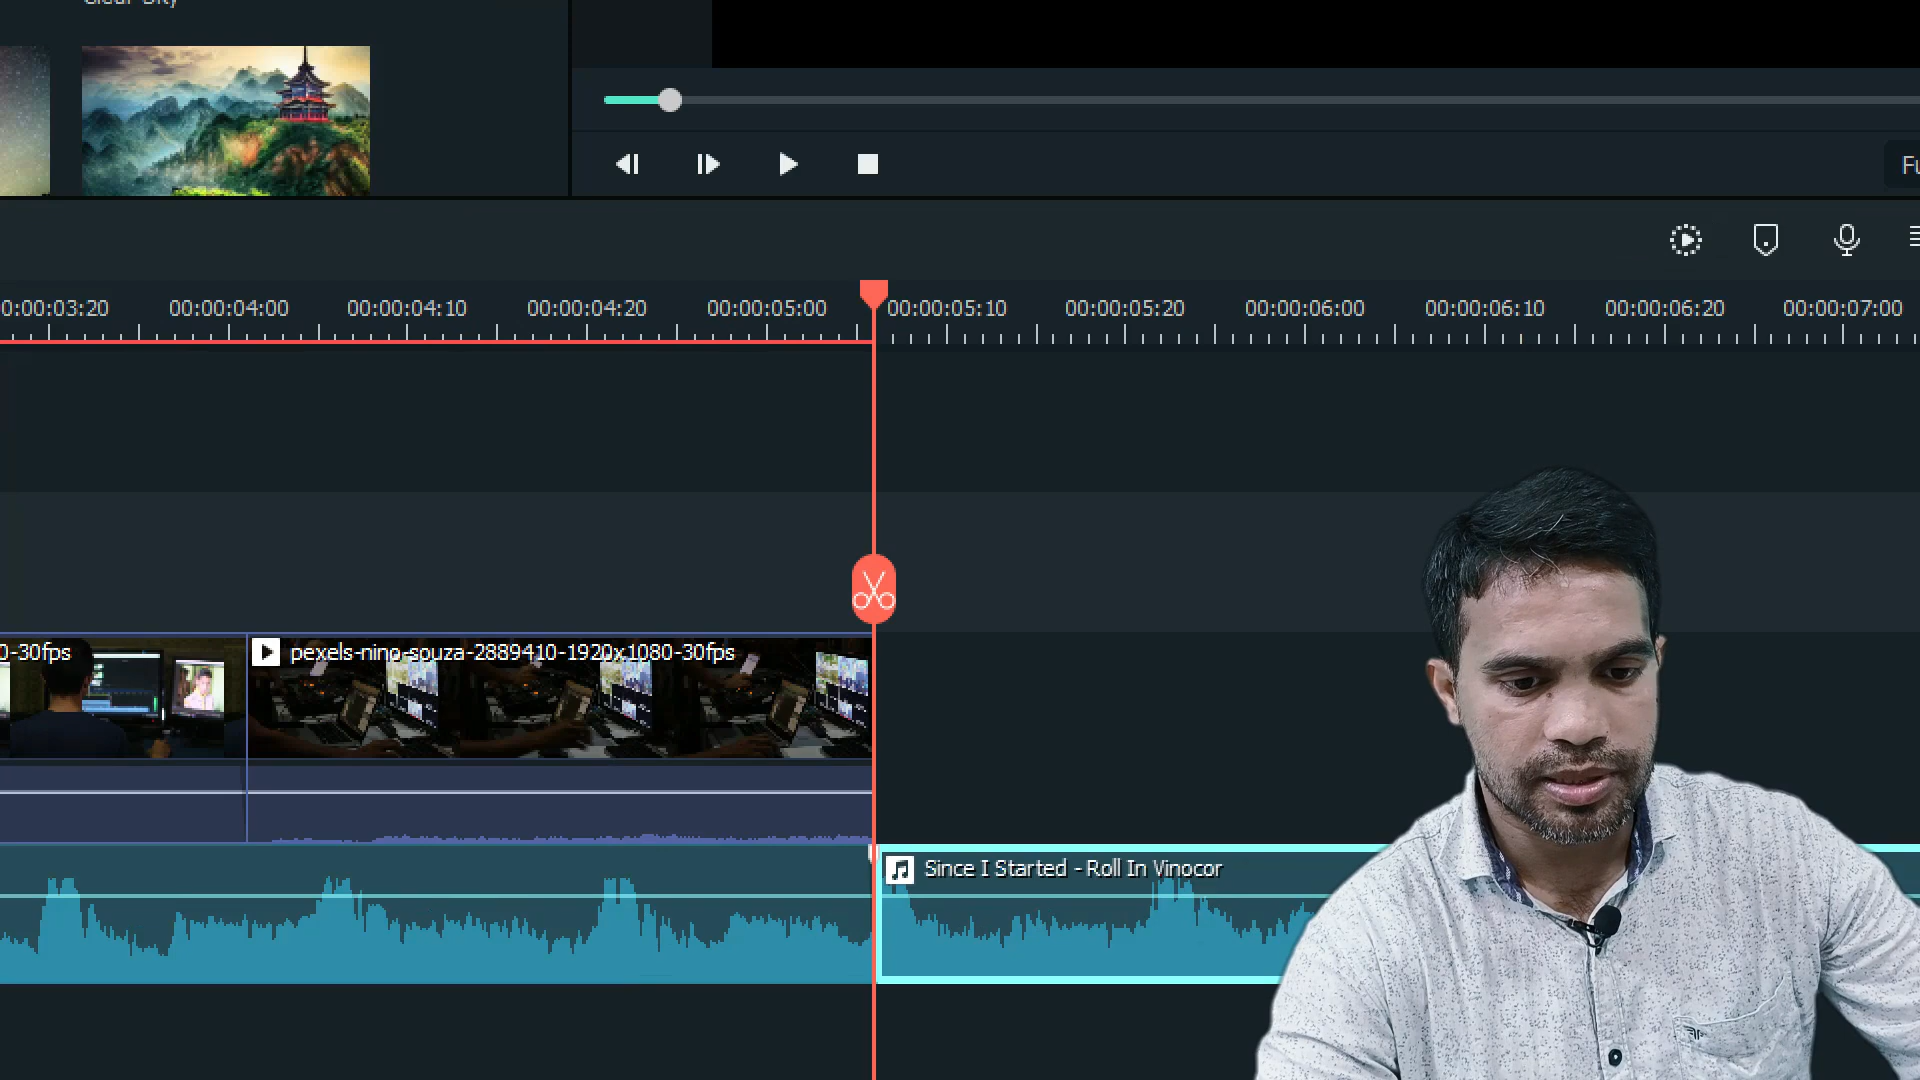 Clear Sky
Fu
0:00:03:20 00:00:04:00 00:00:04:10 00:00:04:20 00:00:05:00 00:00:05:10 00:00:05:20 00:00:06:00 00:00:06:10 00:00:06:20 00:00:07:00
0-30fps
pexels-nino-souza-2889410-1920x1080-30fps
Since I Started - Roll In Vinocor